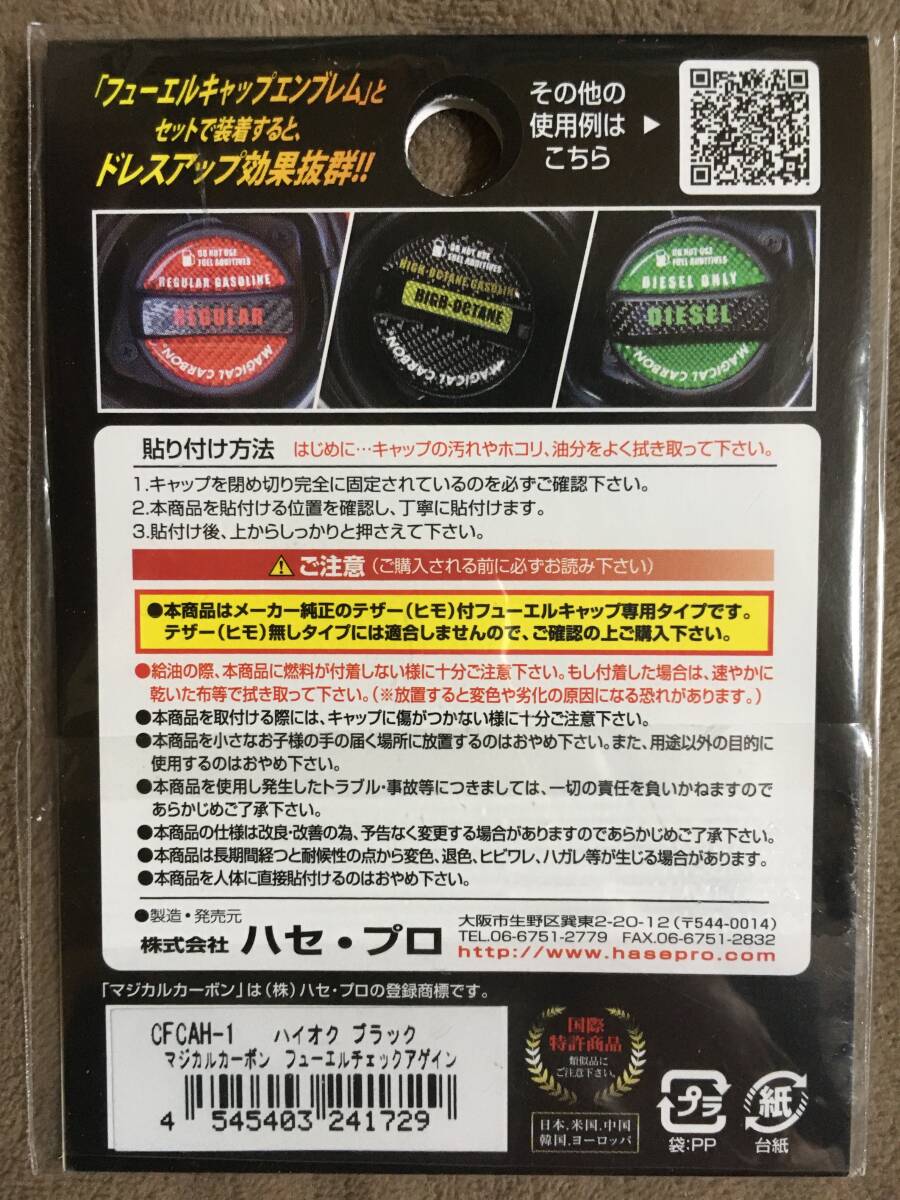 「フューエルキャップエンブレム」と
セットで装着すると、
ドレスアップ効果抜群!!
その他の
使用例は
こちら
DO NOT USE
FUEL ADDITIVES
REGULAR GASOLINE
REGULAR
MAGICAL CARBON
DO NOT USE
FUEL ADDITIVES
HIGH-OCTANE GASOLINE
HIGH-OCTANE
MAGICAL CARBON
DO NOT USE
FUEL ADDITIVES
DIESEL ONLY
DIESEL
MAGICAL CARBON
貼り付け方法 はじめに…キャップの汚れやホコリ、油分をよく拭き取って下さい。
1.キャップを閉め切り完全に固定されているのを必ずご確認下さい。
2.本商品を貼付ける位置を確認し、丁寧に貼付けます。
3.貼付け後、上からしっかりと押さえて下さい。
ご注意(ご購入される前に必ずお読み下さい)
●本商品はメーカー純正のテザー(ヒモ)付フューエルキャップ専用タイプです。
テザー(ヒモ)無しタイプには適合しませんので、ご確認の上ご購入下さい。
●給油の際、本商品に燃料が付着しない様に十分ご注意下さい。もし付着した場合は、速やかに
乾いた布等で拭き取って下さい。(※放置すると変色や劣化の原因になる恐れがあります。)
●本商品を取付ける際には、キャップに傷がつかない様に十分ご注意下さい。
●本商品を小さなお子様の手の届く場所に放置するのはおやめ下さい。また、用途以外の目的に
使用するのはおやめ下さい。
●本商品を使用し発生したトラブル・事故等につきましては、一切の責任を負いかねますので
あらかじめご了承下さい。
●本商品の仕様は改良・改善の為、予告なく変更する場合がありますのであらかじめご了承下さい。
●本商品は長期間経つと耐候性の点から変色、退色、ヒビワレ、ハガレ等が生じる場合があります。
●本商品を人体に直接貼付けるのはおやめ下さい。
●製造・発売元
株式会社 ハセ・プロ
大阪市生野区巽東2-20-12(〒544-0014)
TEL.06-6751-2779 FAX.06-6751-2832
http://www.hasepro.com
「マジカルカーボン」は(株)ハセ・プロの登録商標です。
CFCAH-1 ハイオク ブラック
マジカルカーボン フューエルチェックアゲイン
4 545403 241729
国際
特許商品
類似品に
ご注意下さい。
日本.米国.中国
韓国.ヨーロッパ
プラ
袋:PP
紙
台紙